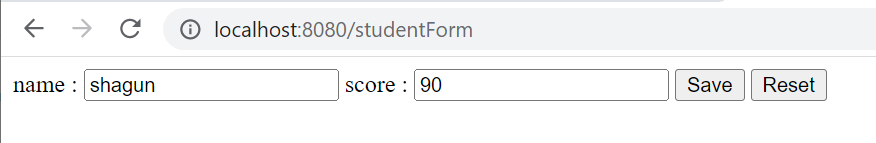 localhost:8080/studentForm
name : shagun score : 90 Save Reset